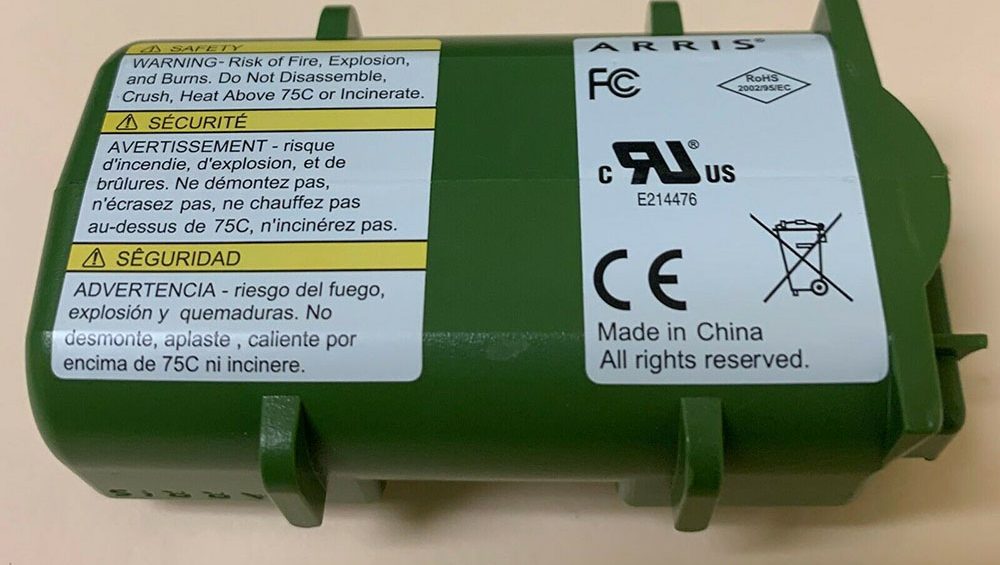 ⚠ SAFETY
WARNING- Risk of Fire, Explosion,
and Burns. Do Not Disassemble,
Crush, Heat Above 75C or Incinerate.
⚠ SÉCURITÉ
AVERTISSEMENT - risque
d'incendie, d'explosion, et de
brûlures. Ne démontez pas,
n'écrasez pas, ne chauffez pas
au-dessus de 75C, n'incinérez pas.
⚠ SÊGURIDAD
ADVERTENCIA - riesgo del fuego,
explosión y quemaduras. No
desmonte, aplaste , caliente por
encima de 75C ni incinere.
ARRIS®
FC
RoHS
2002/95/EC
c RU® US
E214476
CE
Made in China
All rights reserved.
ARRIS